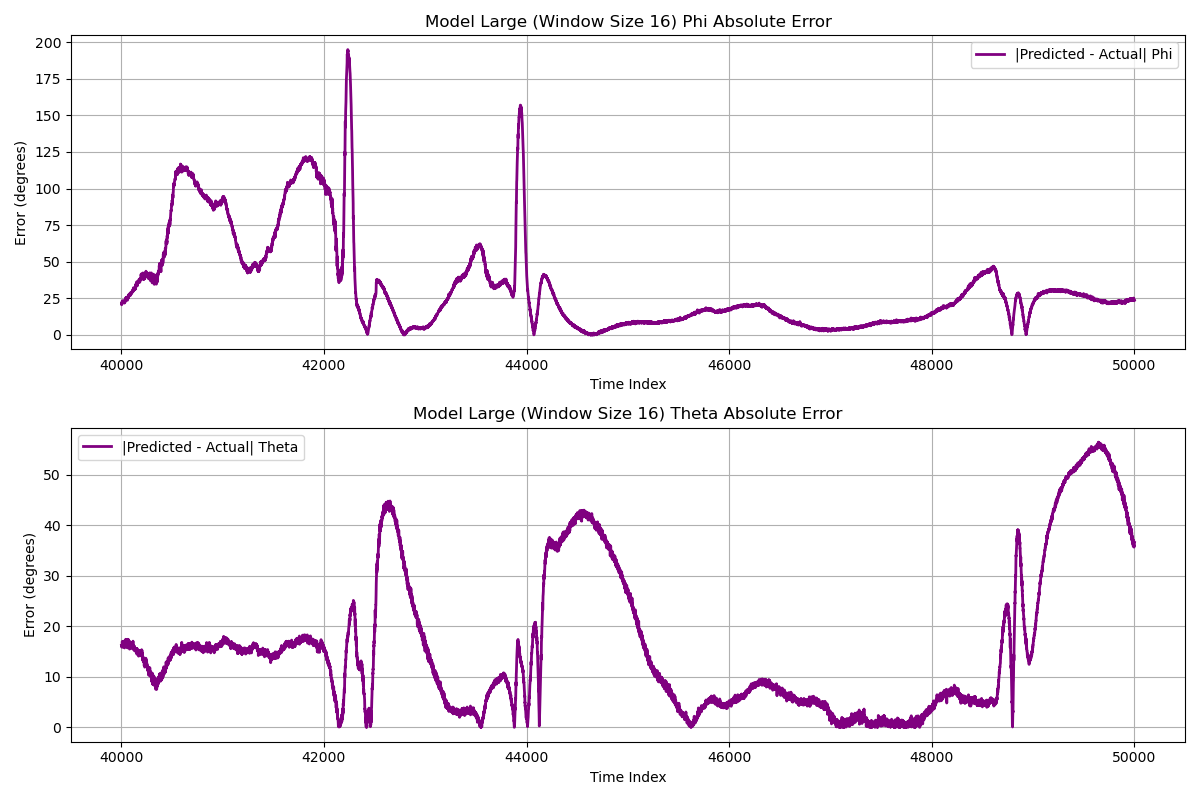 Model Large (Window Size 16) Phi Absolute Error
|Predicted - Actual| Phi
Error (degrees)
200
175
150
125
100
75
50
25
0
40000 42000 44000 46000 48000 50000
Time Index
Model Large (Window Size 16) Theta Absolute Error
|Predicted - Actual| Theta
Error (degrees)
50
40
30
20
10
0
40000 42000 44000 46000 48000 50000
Time Index